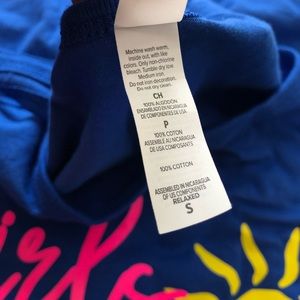 Machine wash warm,
inside out, with like
colors. Only non-chlorine
bleach. Tumble dry low
Medium iron.
Do not iron decoration.
Do not dry clean.
CH
100% ALGODÓN
ENSAMBLADO EN NICARAGUA
DE COMPONENTES DE USA
P
100% COTTON
ASSEMBLE AU NICARAGUA
DE USA COMPOSANTS
100% COTTON
ASSEMBLED IN NICARAGUA
OF US COMPONENTS
RELAXED
S